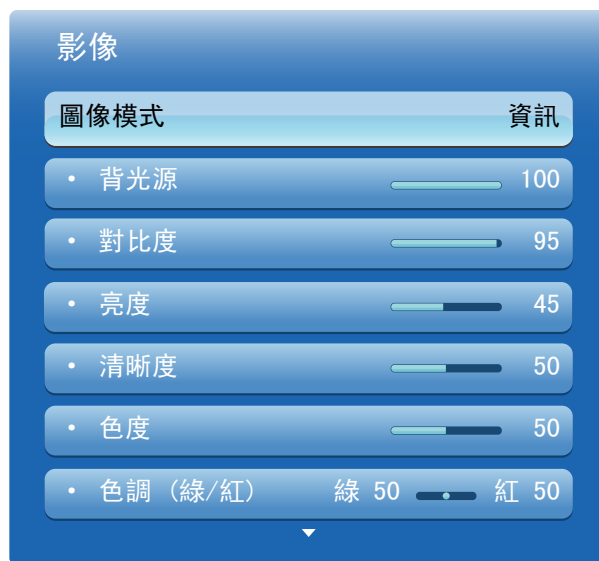 影像
圖像模式 資訊
· 背光源 100
· 對比度 95
· 亮度 45
· 清晰度 50
· 色度 50
· 色調 (綠/紅) 綠 50 紅 50